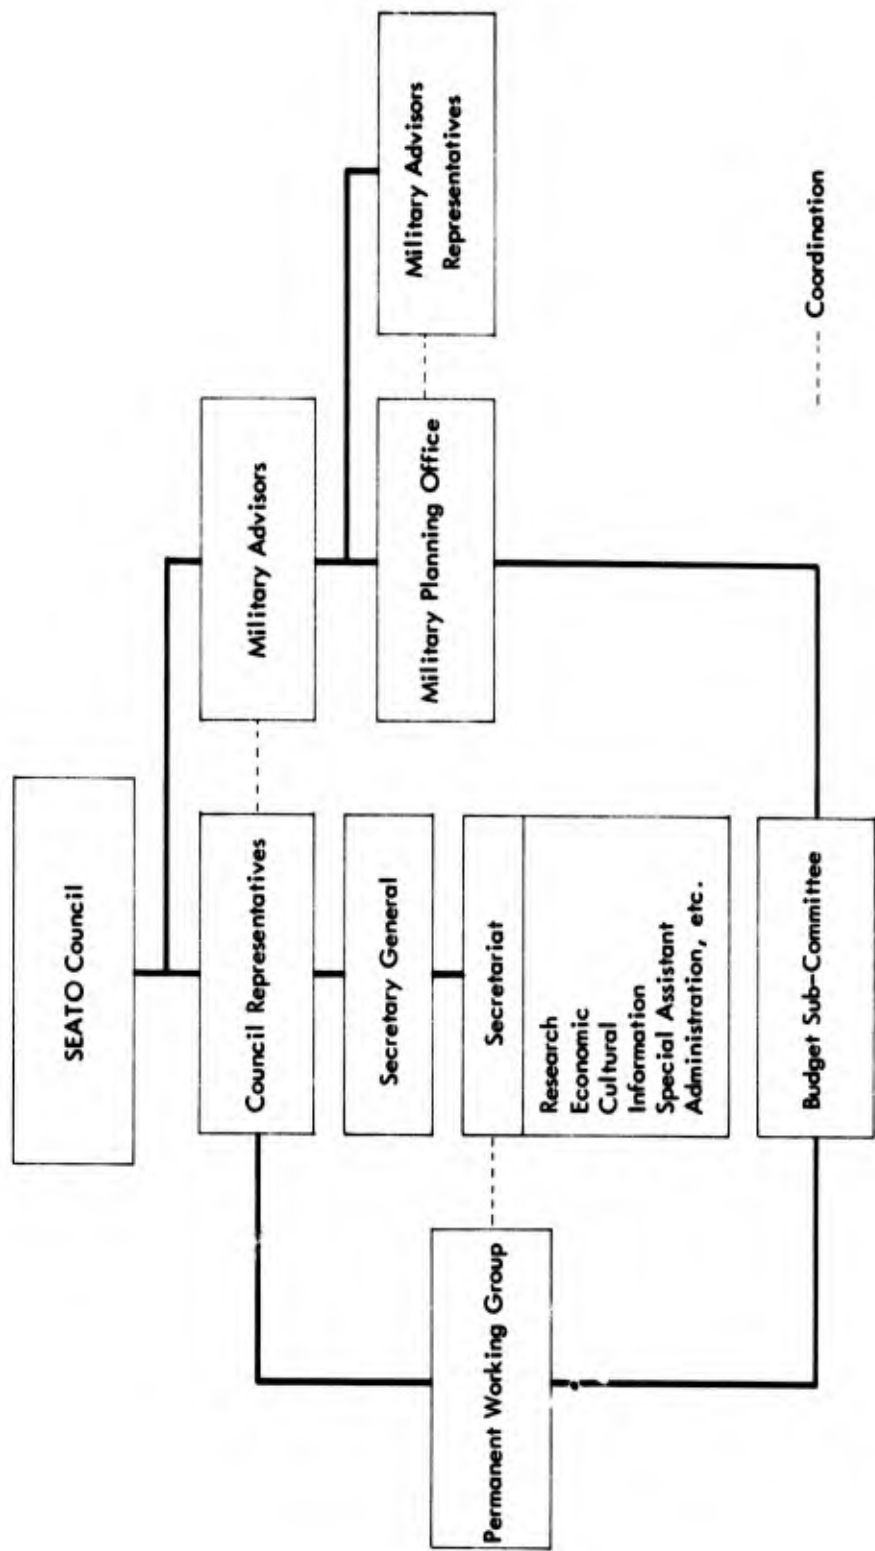 SEATO Council
Council Representatives
Military Advisors
Secretary General
Military Planning Office
Military Advisors
Representatives
Permanent Working Group
Secretariat
Research
Economic
Cultural
Information
Special Assistant
Administration, etc.
Budget Sub-Committee
Coordination